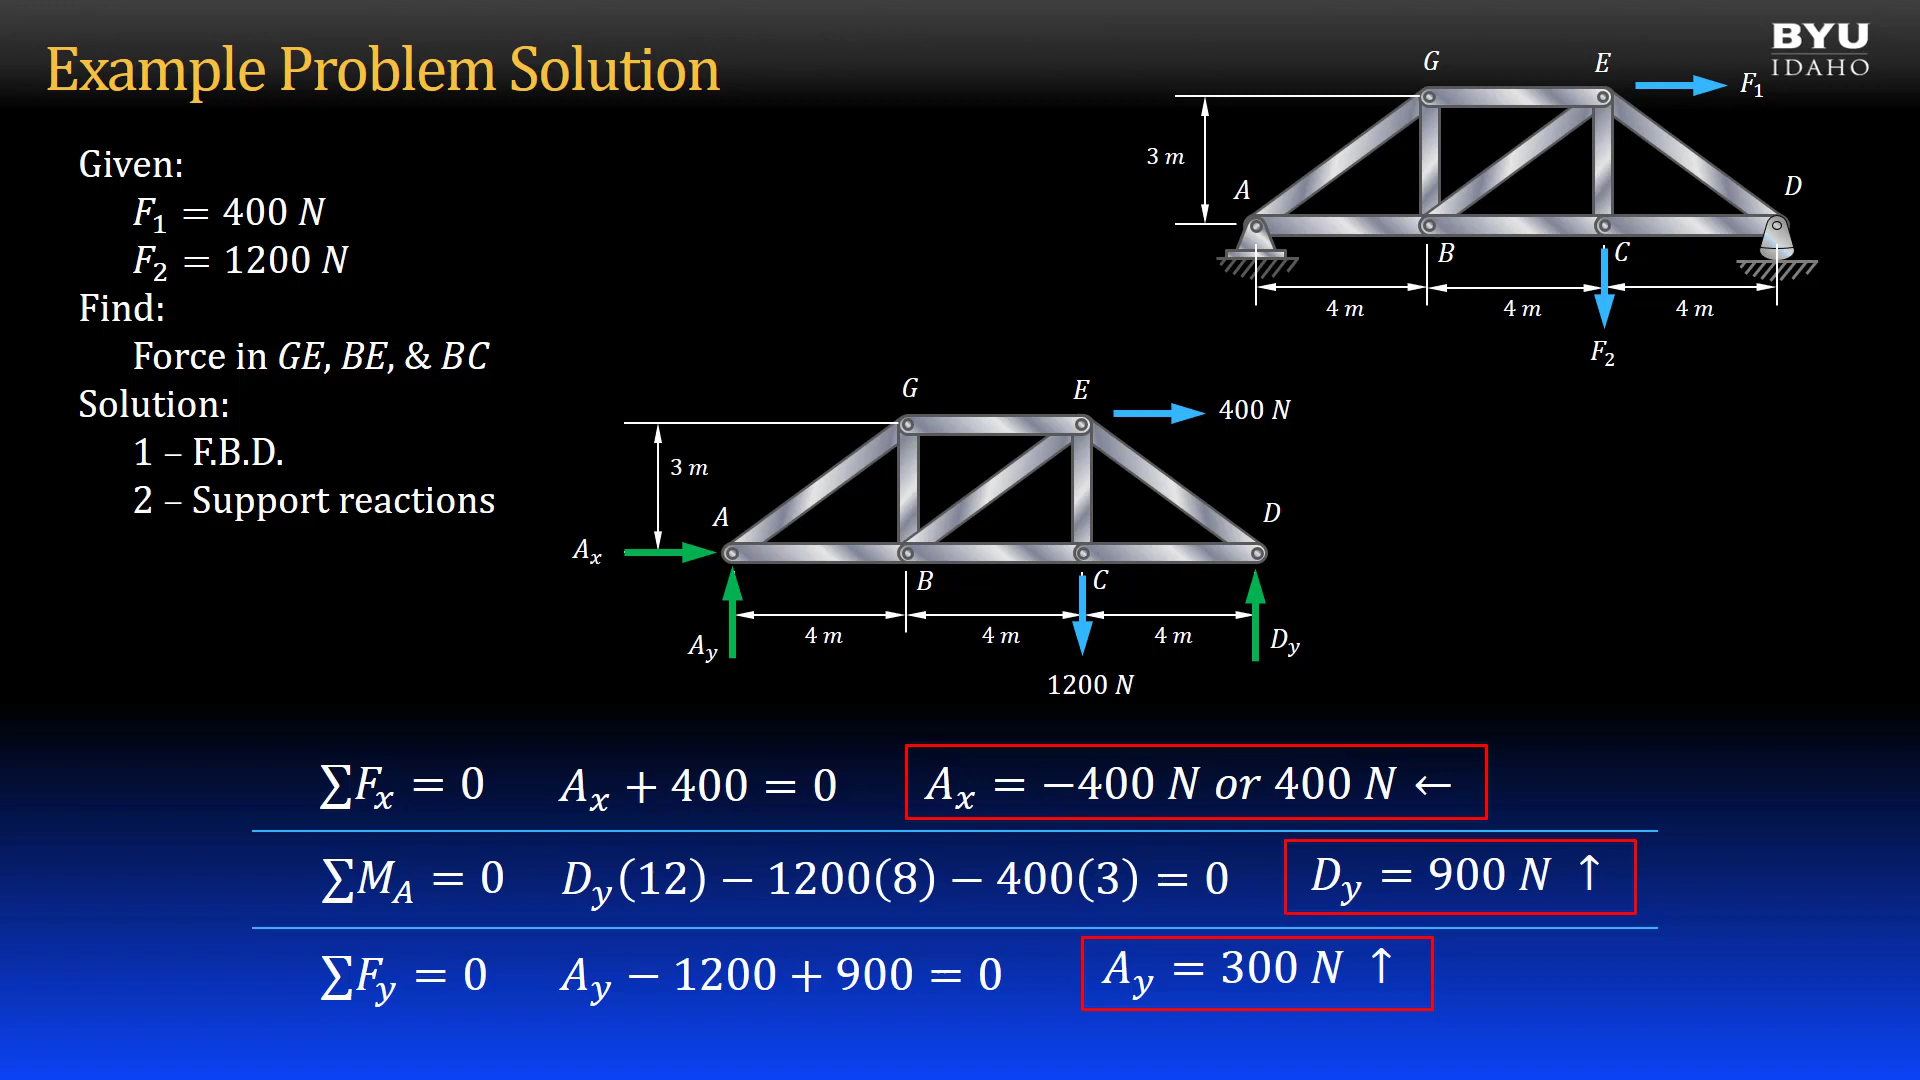 Example Problem Solution
BYU
IDAHO
Given:
F₁ = 400 N
F₂ = 1200 N
Find:
Force in GE, BE, & BC
Solution:
1 – F.B.D.
2 – Support reactions
G
E
F₁
3 m
A
D
B
C
4 m
4 m
4 m
F₂
G
E
400 N
3 m
A
D
Aₓ
B
C
4 m
4 m
4 m
A_y
D_y
1200 N
∑Fₓ = 0 Aₓ + 400 = 0 Aₓ = −400 N or 400 N ←
∑M_A = 0 D_y(12) − 1200(8) − 400(3) = 0 D_y = 900 N ↑
∑F_y = 0 A_y − 1200 + 900 = 0 A_y = 300 N ↑